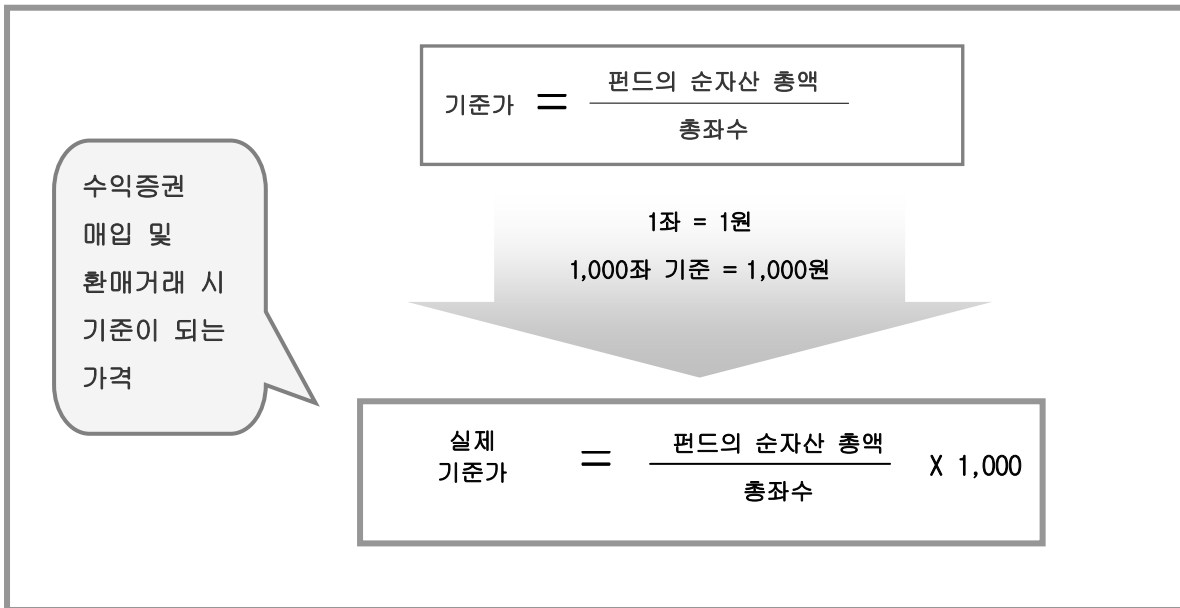 펀드의 순자산 총액
기준가 =
총좌수
수익증권
매입 및
환매거래 시
기준이 되는
가격
1좌 = 1원
1,000좌 기준 = 1,000원
실제
기준가
=
펀드의 순자산 총액
총좌수
X 1,000